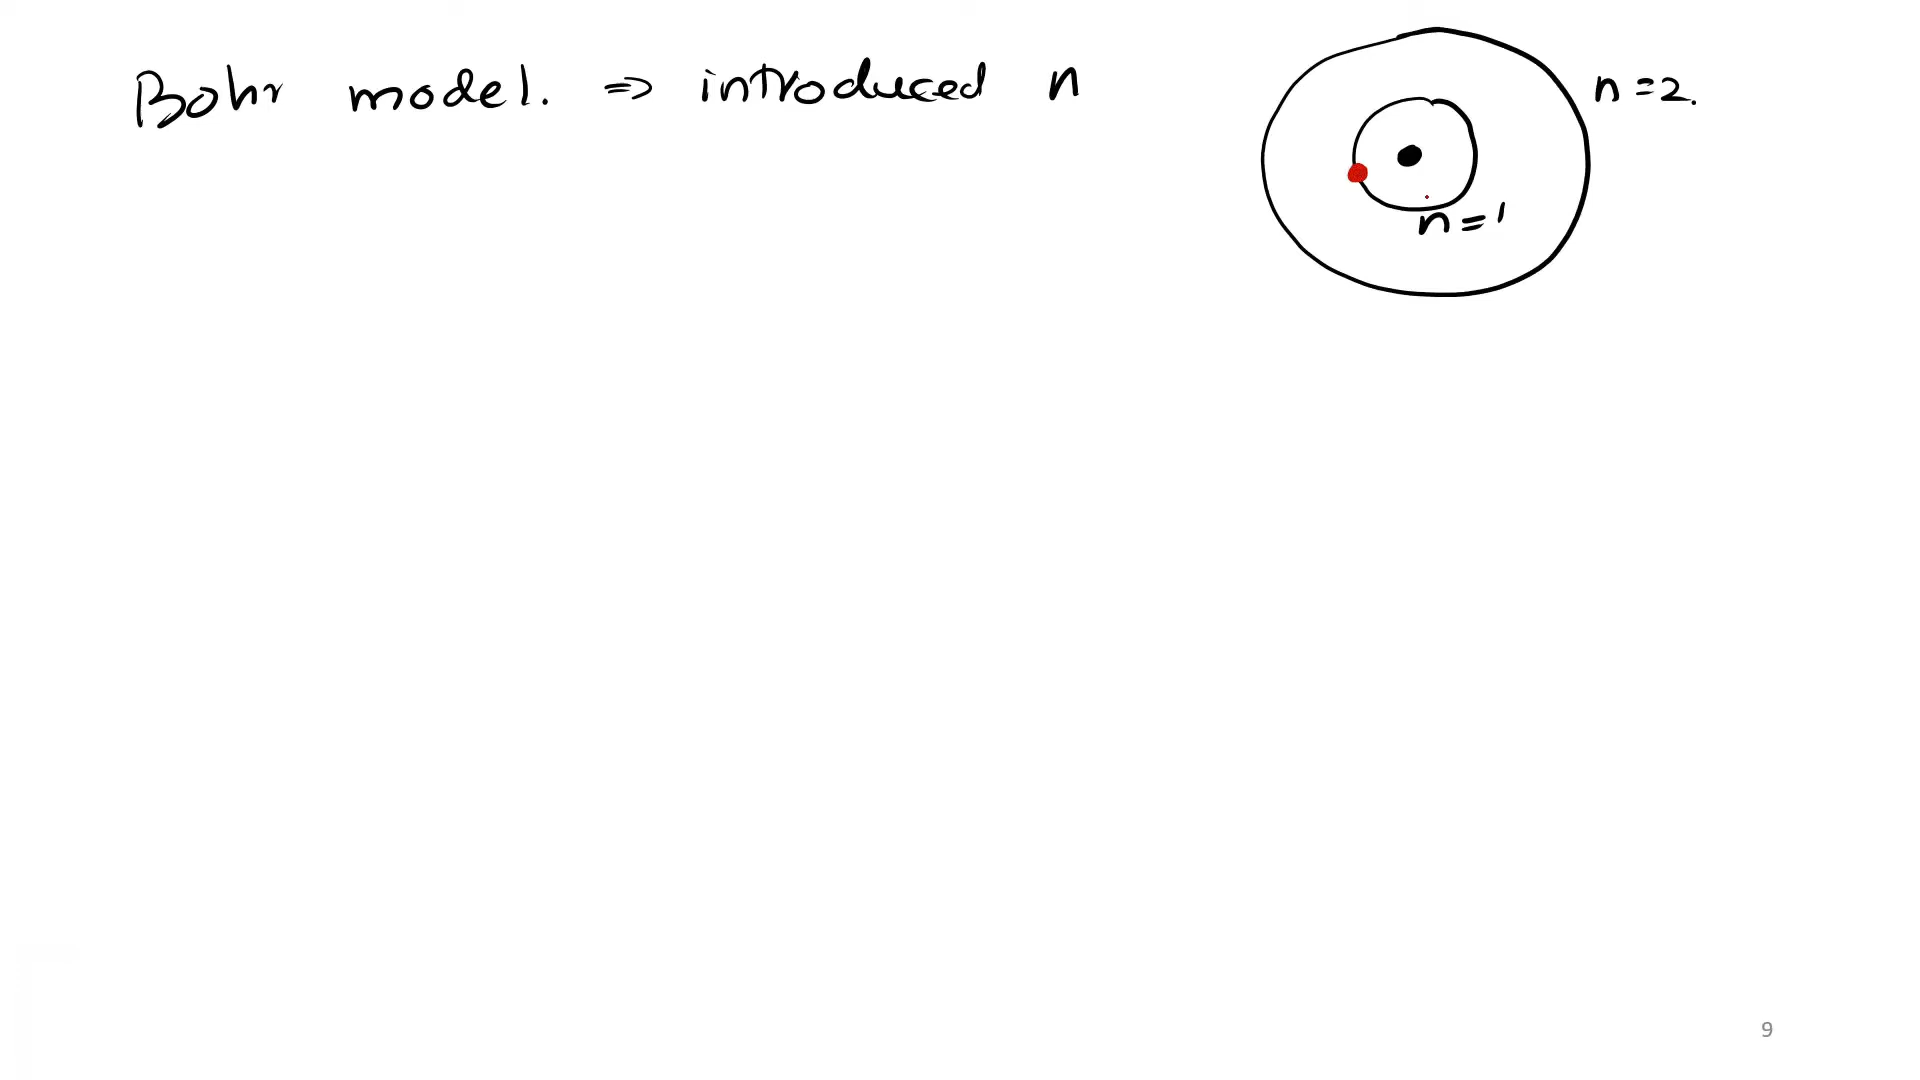 Bohr model. ⇒ introduced n
n=2.
n=1
9